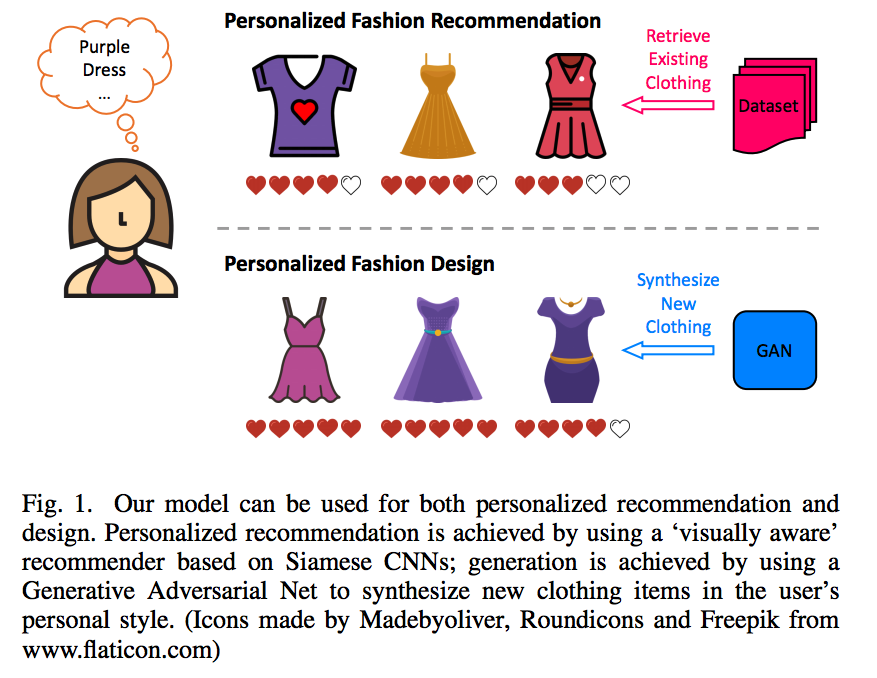 Purple
Dress
...
Personalized Fashion Recommendation
Retrieve
Existing
Clothing
Dataset
Personalized Fashion Design
Synthesize
New
Clothing
GAN
Fig. 1. Our model can be used for both personalized recommendation and
design. Personalized recommendation is achieved by using a ‘visually aware’
recommender based on Siamese CNNs; generation is achieved by using a
Generative Adversarial Net to synthesize new clothing items in the user’s
personal style. (Icons made by Madebyoliver, Roundicons and Freepik from
www.flaticon.com)